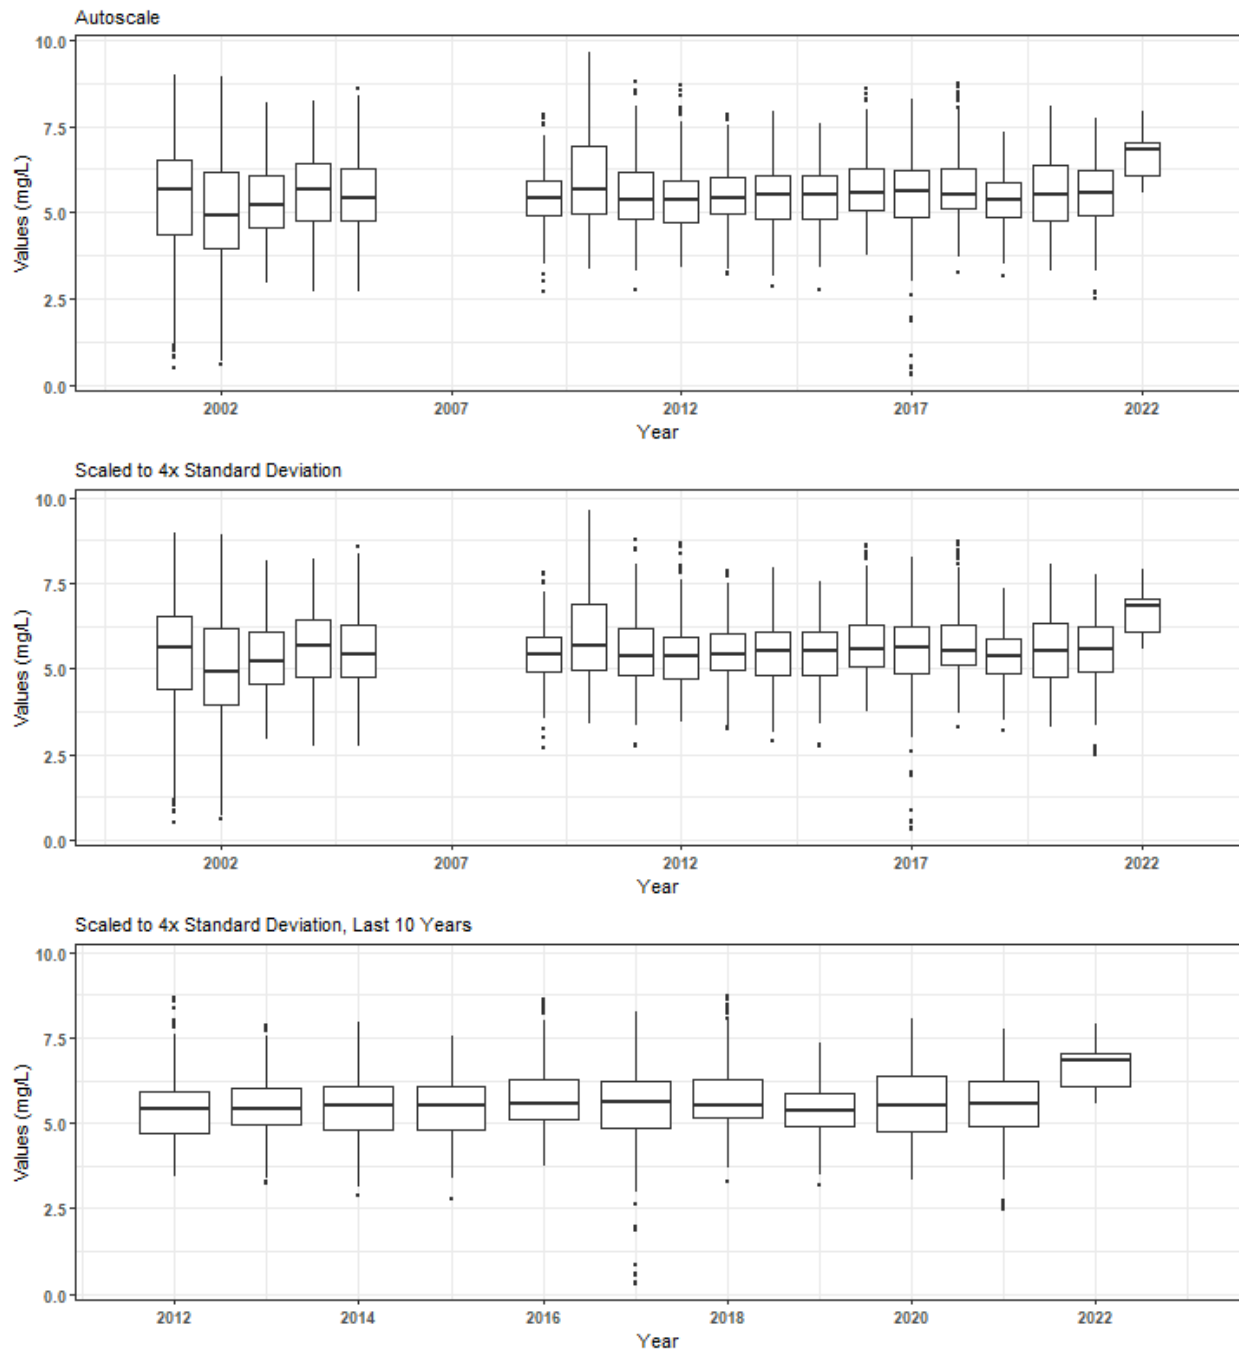 Autoscale
10.0
7.5
5.0
2.5
0.0
Values (mg/L)
2002 2007 2012 2017 2022
Year
Scaled to 4x Standard Deviation
10.0
7.5
5.0
2.5
0.0
Values (mg/L)
2002 2007 2012 2017 2022
Year
Scaled to 4x Standard Deviation, Last 10 Years
10.0
7.5
5.0
2.5
0.0
Values (mg/L)
2012 2014 2016 2018 2020 2022
Year